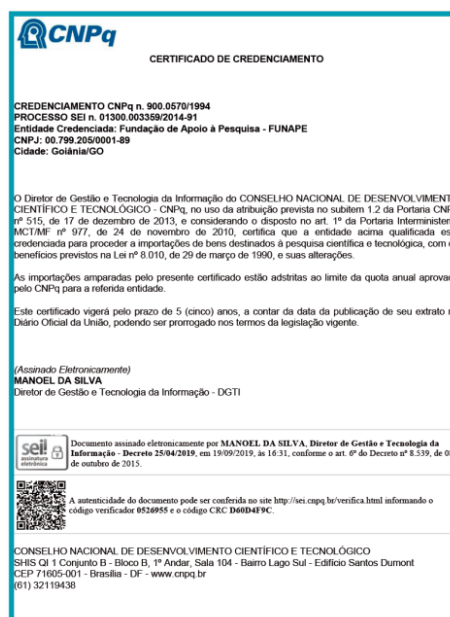 CNPq
CERTIFICADO DE CREDENCIAMENTO
CREDENCIAMENTO CNPq n. 900.0570/1994
PROCESSO SEI n. 01300.003359/2014-91
Entidade Credenciada: Fundação de Apoio à Pesquisa - FUNAPE
CNPJ: 00.799.205/0001-89
Cidade: Goiânia/GO
O Diretor de Gestão e Tecnologia da Informação do CONSELHO NACIONAL DE DESENVOLVIMENT
CIENTÍFICO E TECNOLÓGICO - CNPq, no uso da atribuição prevista no subitem 1.2 da Portaria CNP
nº 515, de 17 de dezembro de 2013, e considerando o disposto no art. 1º da Portaria Interminister
MCT/MF nº 977, de 24 de novembro de 2010, certifica que a entidade acima qualificada es
credenciada para proceder a importações de bens destinados à pesquisa científica e tecnológica, com
benefícios previstos na Lei nº 8.010, de 29 de março de 1990, e suas alterações.
As importações amparadas pelo presente certificado estão adstritas ao limite da quota anual aprovad
pelo CNPq para a referida entidade.
Este certificado vigerá pelo prazo de 5 (cinco) anos, a contar da data da publicação de seu extrato
Diário Oficial da União, podendo ser prorrogado nos termos da legislação vigente.
(Assinado Eletronicamente)
MANOEL DA SILVA
Diretor de Gestão e Tecnologia da Informação - DGTI
sei!
assinatura
eletrônica
Documento assinado eletronicamente por MANOEL DA SILVA, Diretor de Gestão e Tecnologia da
Informação - Decreto 25/04/2019, em 19/09/2019, às 16:31, conforme o art. 6º do Decreto nº 8.539, de
de outubro de 2015.
A autenticidade do documento pode ser conferida no site http://sei.cnpq.br/verifica.html informando o
código verificador 0526955 e o código CRC D60D4F9C.
CONSELHO NACIONAL DE DESENVOLVIMENTO CIENTÍFICO E TECNOLÓGICO
SHIS QI 1 Conjunto B - Bloco B, 1º Andar, Sala 104 - Bairro Lago Sul - Edifício Santos Dumont
CEP 71605-001 - Brasília - DF - www.cnpq.br
(61) 32119438